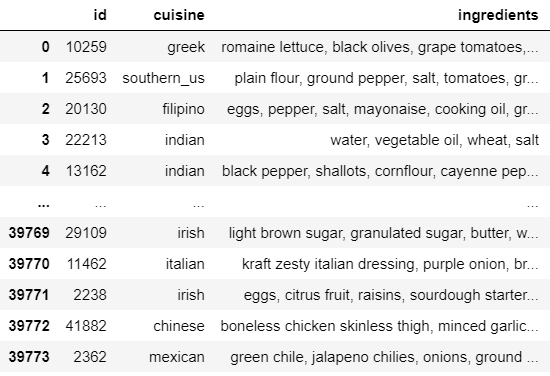 id cuisine ingredients
0 10259 greek romaine lettuce, black olives, grape tomatoes,...
1 25693 southern_us plain flour, ground pepper, salt, tomatoes, gr...
2 20130 filipino eggs, pepper, salt, mayonaise, cooking oil, gr...
3 22213 indian water, vegetable oil, wheat, salt
4 13162 indian black pepper, shallots, cornflour, cayenne pep...
... ... ... ...
39769 29109 irish light brown sugar, granulated sugar, butter, w...
39770 11462 italian kraft zesty italian dressing, purple onion, br...
39771 2238 irish eggs, citrus fruit, raisins, sourdough starter...
39772 41882 chinese boneless chicken skinless thigh, minced garlic...
39773 2362 mexican green chile, jalapeno chilies, onions, ground ...